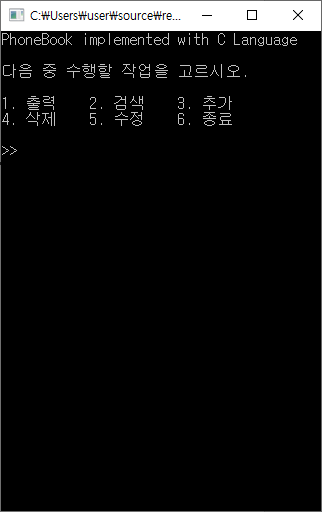 C:₩Users₩user₩source₩re...
PhoneBook implemented with C Language
다음 중 수행할 작업을 고르시오.
1. 출력 2. 검색 3. 추가
4. 삭제 5. 수정 6. 종료
>>